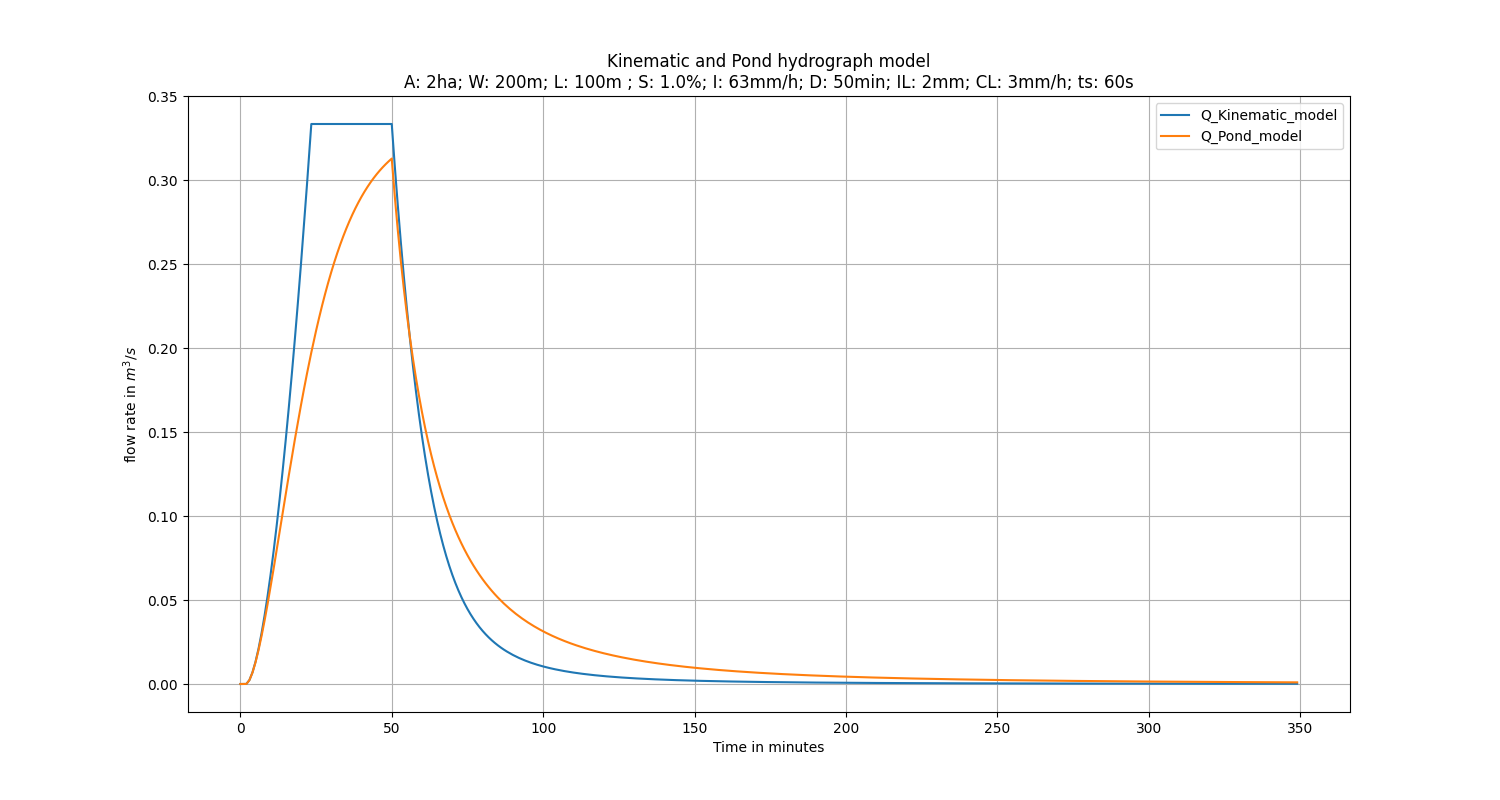 Kinematic and Pond hydrograph model
A: 2ha; W: 200m; L: 100m ; S: 1.0%; I: 63mm/h; D: 50min; IL: 2mm; CL: 3mm/h; ts: 60s
Q_Kinematic_model
Q_Pond_model
flow rate in m³/s
0.35
0.30
0.25
0.20
0.15
0.10
0.05
0.00
0 50 100 150 200 250 300 350
Time in minutes